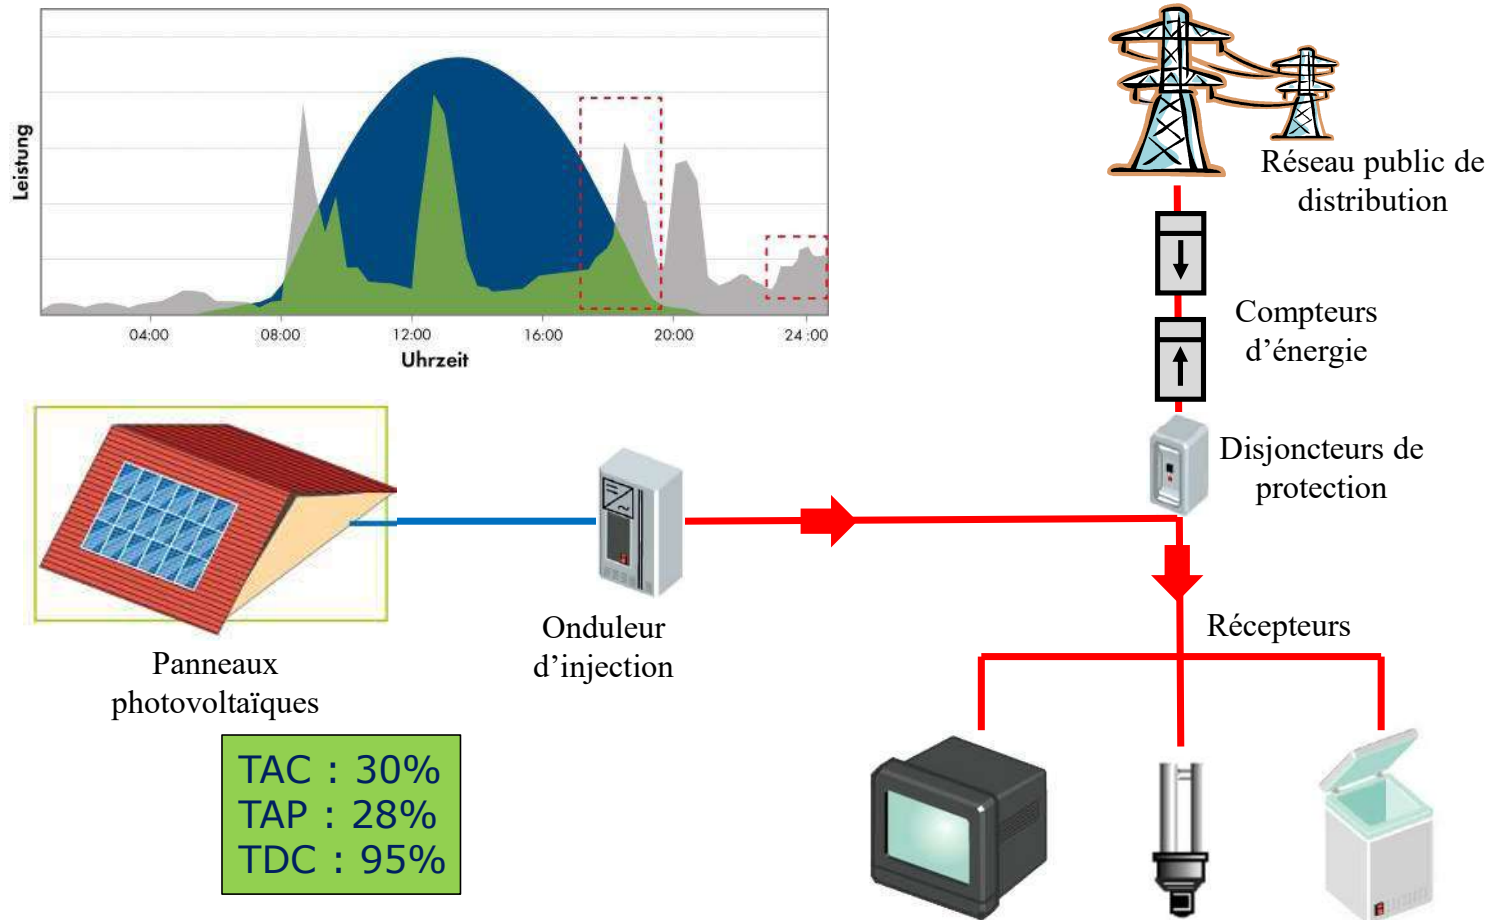 Leistung
04:00
08:00
12:00
16:00
20:00
24:00
Uhrzeit
Réseau public de
distribution
Compteurs
d’énergie
Disjoncteurs de
protection
Onduleur
d’injection
Récepteurs
Panneaux
photovoltaïques
TAC : 30%
TAP : 28%
TDC : 95%